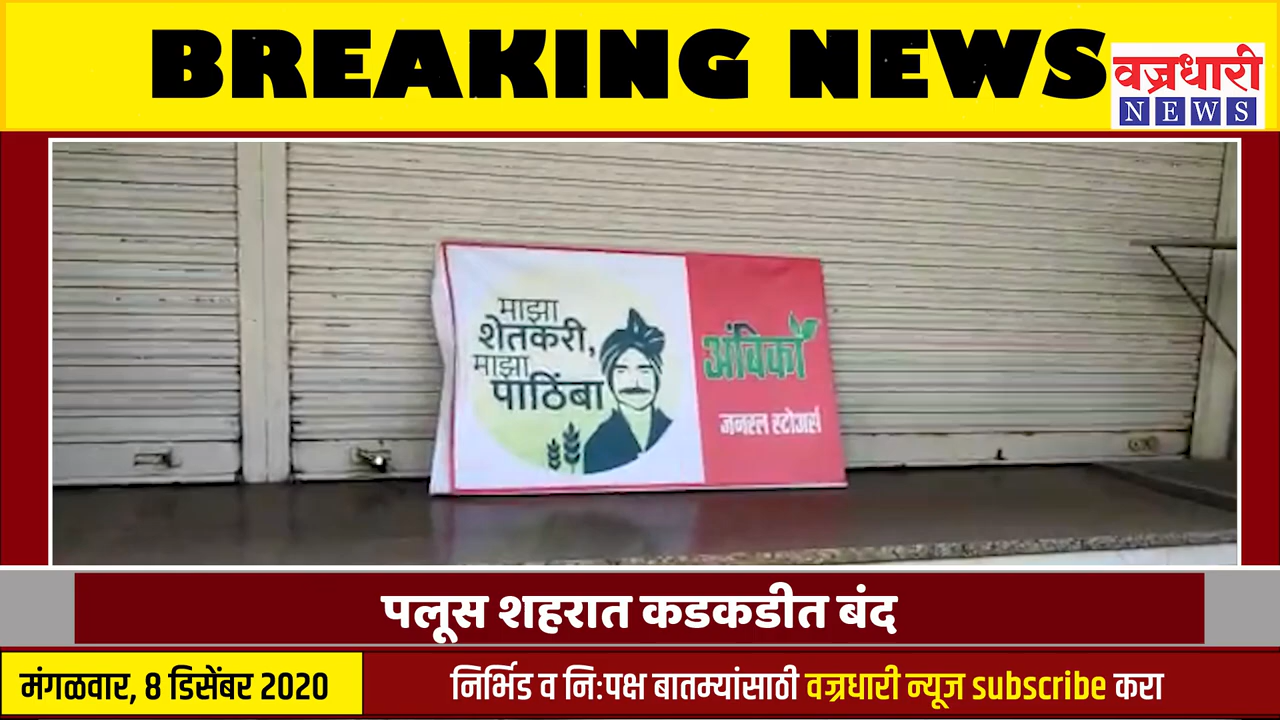 BREAKING NEWS
वज्रधारी
NEWS
माझा
शेतकरी,
माझा
पाठिंबा
अंबिका
जनरल स्टोअर्स
पलूस शहरात कडकडीत बंद
मंगळवार, 8 डिसेंबर 2020
निर्भिड व निःपक्ष बातम्यांसाठी वज्रधारी न्यूज subscribe करा